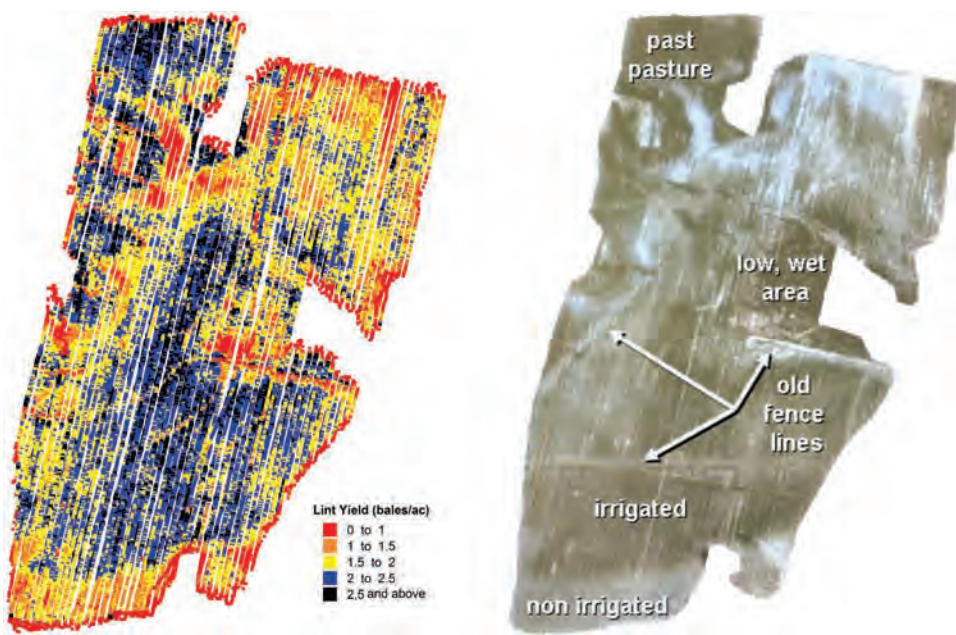 past
pasture
low, wet
area
old
fence
lines
irrigated
non irrigated
Lint Yield (bales/ac)
0 to 1
1 to 1.5
1.5 to 2
2 to 2.5
2.5 and above